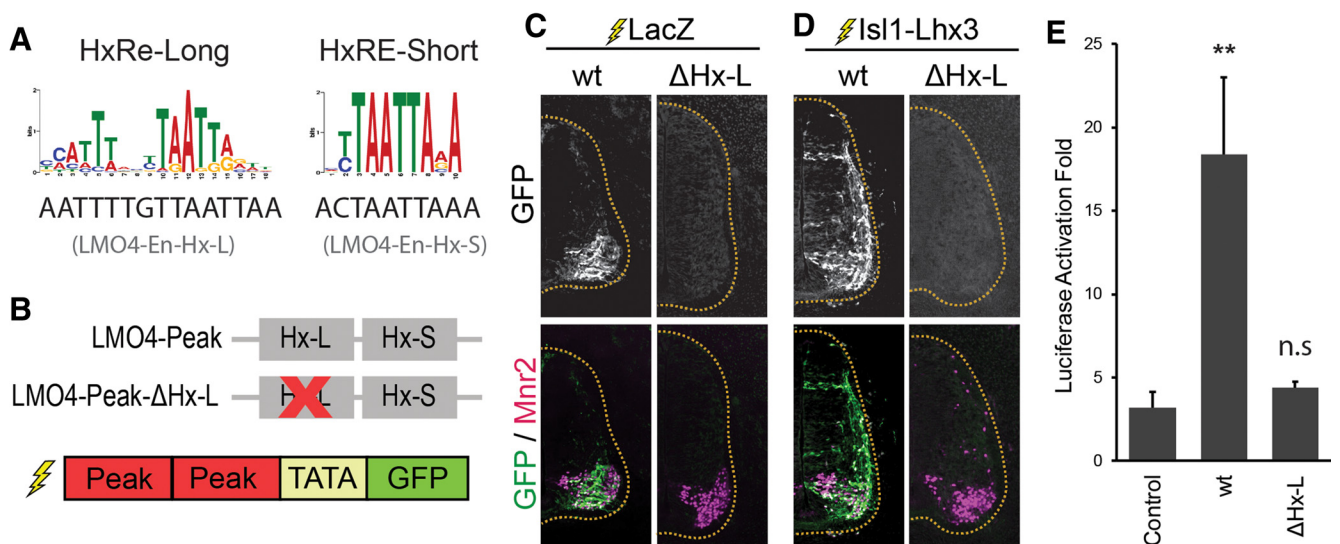 A
HxRe-Long
HxRE-Short
AATTTTGTTAATTAA
ACTAATTAAA
(LMO4-En-Hx-L)
(LMO4-En-Hx-S)
B
LMO4-Peak
Hx-L
Hx-S
LMO4-Peak-ΔHx-L
Hx-S
Peak
Peak
TATA
GFP
C
LacZ
wt
ΔHx-L
GFP
GFP / Mnr2
D
Isl1-Lhx3
wt
ΔHx-L
E
Luciferase Activation Fold
25
20
15
10
5
0
**
n.s
Control
wt
ΔHx-L